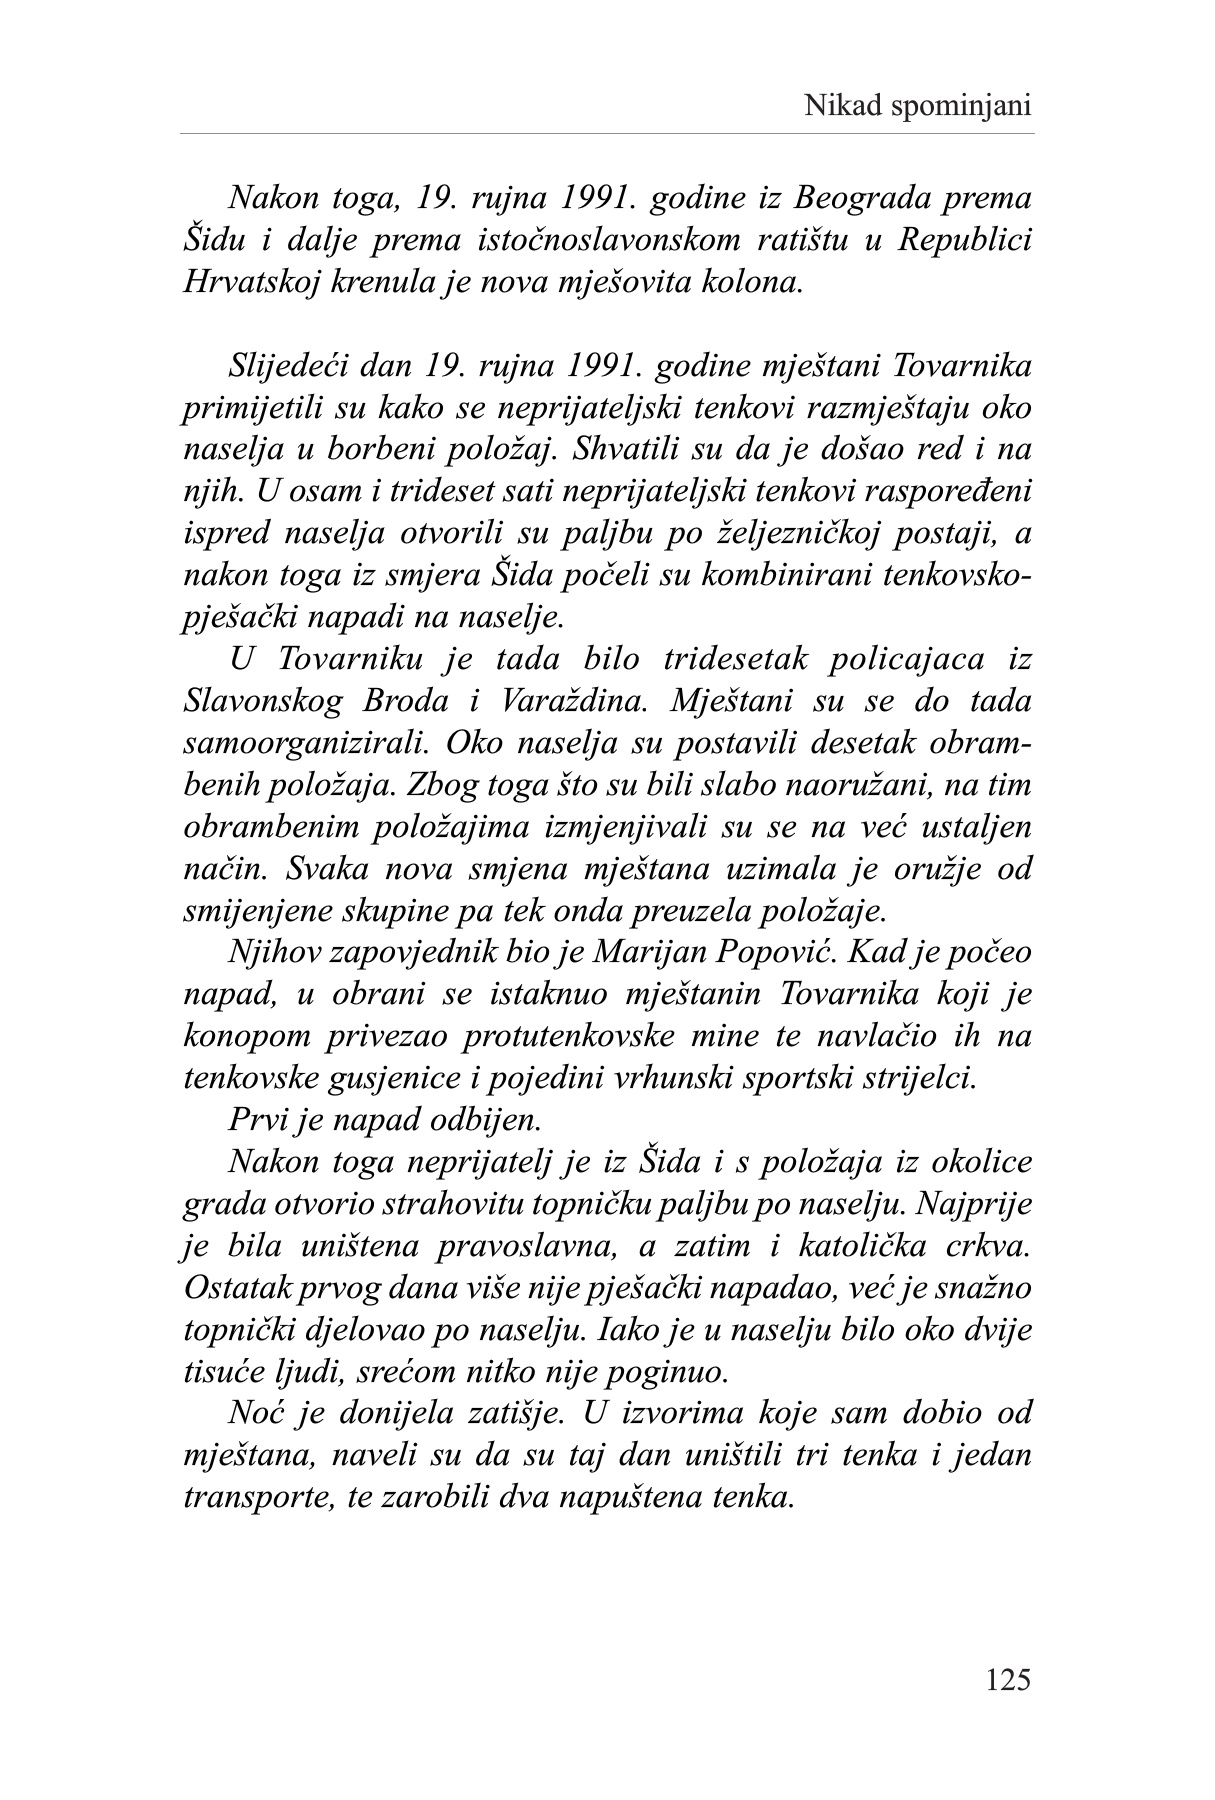 Nikad spominjani
Nakon toga, 19. rujna 1991. godine iz Beograda prema
Šidu i dalje prema istočnoslavonskom ratištu u Republici
Hrvatskoj krenula je nova mješovita kolona.
Slijedeći dan 19. rujna 1991. godine mještani Tovarnika
primijetili su kako se neprijateljski tenkovi razmještaju oko
naselja u borbeni položaj. Shvatili su da je došao red i na
njih. U osam i trideset sati neprijateljski tenkovi raspoređeni
ispred naselja otvorili su paljbu po željezničkoj postaji, a
nakon toga iz smjera Šida počeli su kombinirani tenkovsko-
pješački napadi na naselje.
U Tovarniku je tada bilo tridesetak policajaca iz
Slavonskog Broda i Varaždina. Mještani su se do tada
samoorganizirali. Oko naselja su postavili desetak obram-
benih položaja. Zbog toga što su bili slabo naoružani, na tim
obrambenim položajima izmjenjivali su se na već ustaljen
način. Svaka nova smjena mještana uzimala je oružje od
smijenjene skupine pa tek onda preuzela položaje.
Njihov zapovjednik bio je Marijan Popović. Kad je počeo
napad, u obrani se istaknuo mještanin Tovarnika koji je
konopom privezao protutenkovske mine te navlačio ih na
tenkovske gusjenice i pojedini vrhunski sportski strijelci.
Prvi je napad odbijen.
Nakon toga neprijatelj je iz Šida i s položaja iz okolice
grada otvorio strahovitu topničku paljbu po naselju. Najprije
je bila uništena pravoslavna, a zatim i katolička crkva.
Ostatak prvog dana više nije pješački napadao, već je snažno
topnički djelovao po naselju. Iako je u naselju bilo oko dvije
tisuće ljudi, srećom nitko nije poginuo.
Noć je donijela zatišje. U izvorima koje sam dobio od
mještana, naveli su da su taj dan uništili tri tenka i jedan
transporte, te zarobili dva napuštena tenka.
125